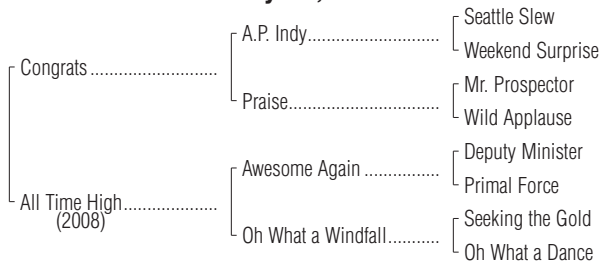 Seattle Slew
A.P. Indy
Weekend Surprise
Congrats
Mr. Prospector
Praise
Wild Applause
Deputy Minister
Awesome Again
Primal Force
All Time High
(2008)
Seeking the Gold
Oh What a Windfall
Oh What a Dance